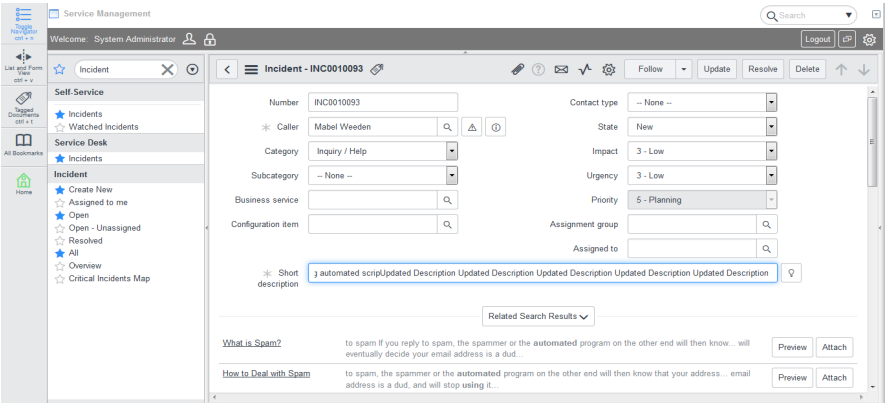 Toggle
Navigator
ctrl + n
List and Form
View
ctrl + v
Tagged
Documents
ctrl + t
All Bookmarks
Home
Service Management
Search
Welcome: System Administrator
Logout
Incident
Self-Service
Incidents
Watched Incidents
Service Desk
Incidents
Incident
Create New
Assigned to me
Open
Open - Unassigned
Resolved
All
Overview
Critical Incidents Map
Incident - INC0010093
Follow
Update
Resolve
Delete
Number INC0010093
Caller Mabel Weeden
Category Inquiry / Help
Subcategory -- None --
Business service
Configuration item
Contact type -- None --
State New
Impact 3 - Low
Urgency 3 - Low
Priority 5 - Planning
Assignment group
Assigned to
Short
description
automated scripUpdated Description Updated Description Updated Description Updated Description Updated Description
Related Search Results
What is Spam?
to spam If you reply to spam, the spammer or the automated program on the other end will then know... will
eventually decide your email address is a dud...
Preview Attach
How to Deal with Spam
to spam, the spammer or the automated program on the other end will then know that your address... email
address is a dud, and will stop using it...
Preview Attach